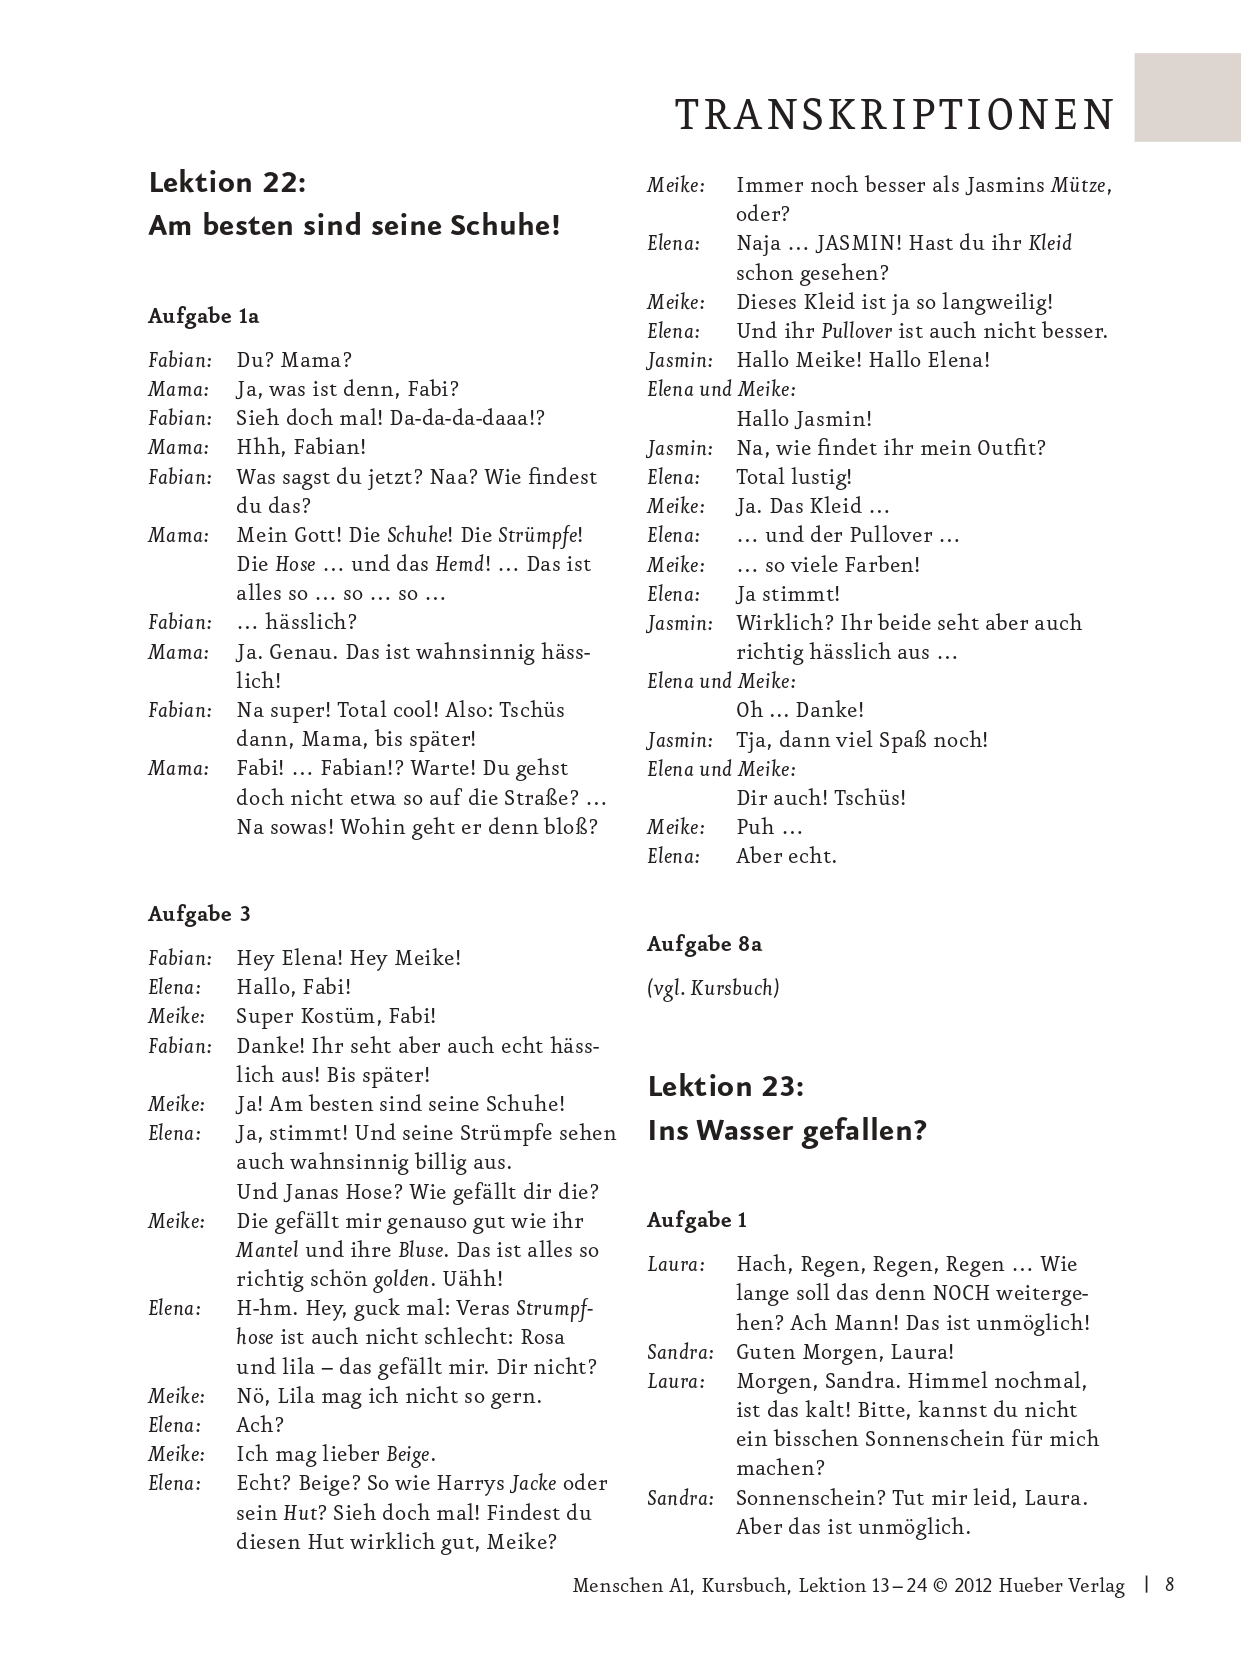 TRANSKRIPTIONEN
Lektion 22:
Am besten sind seine Schuhe!
Aufgabe 1a
Fabian: Du? Mama?
Mama: Ja, was ist denn, Fabi?
Fabian: Sieh doch mal! Da-da-da-daaa!?
Mama: Hhh, Fabian!
Fabian: Was sagst du jetzt? Naa? Wie findest
du das?
Mama: Mein Gott! Die Schuhe! Die Strümpfe!
Die Hose … und das Hemd! … Das ist
alles so … so … so …
Fabian: … hässlich?
Mama: Ja. Genau. Das ist wahnsinnig häss-
lich!
Fabian: Na super! Total cool! Also: Tschüs
dann, Mama, bis später!
Mama: Fabi! … Fabian!? Warte! Du gehst
doch nicht etwa so auf die Straße? …
Na sowas! Wohin geht er denn bloß?
Aufgabe 3
Fabian: Hey Elena! Hey Meike!
Elena: Hallo, Fabi!
Meike: Super Kostüm, Fabi!
Fabian: Danke! Ihr seht aber auch echt häss-
lich aus! Bis später!
Meike: Ja! Am besten sind seine Schuhe!
Elena: Ja, stimmt! Und seine Strümpfe sehen
auch wahnsinnig billig aus.
Und Janas Hose? Wie gefällt dir die?
Meike: Die gefällt mir genauso gut wie ihr
Mantel und ihre Bluse. Das ist alles so
richtig schön golden. Uähh!
Elena: H-hm. Hey, guck mal: Veras Strumpf-
hose ist auch nicht schlecht: Rosa
und lila – das gefällt mir. Dir nicht?
Meike: Nö, Lila mag ich nicht so gern.
Elena: Ach?
Meike: Ich mag lieber Beige.
Elena: Echt? Beige? So wie Harrys Jacke oder
sein Hut? Sieh doch mal! Findest du
diesen Hut wirklich gut, Meike?
Meike: Immer noch besser als Jasmins Mütze,
oder?
Elena: Naja … JASMIN! Hast du ihr Kleid
schon gesehen?
Meike: Dieses Kleid ist ja so langweilig!
Elena: Und ihr Pullover ist auch nicht besser.
Jasmin: Hallo Meike! Hallo Elena!
Elena und Meike:
Hallo Jasmin!
Jasmin: Na, wie findet ihr mein Outfit?
Elena: Total lustig!
Meike: Ja. Das Kleid …
Elena: … und der Pullover …
Meike: … so viele Farben!
Elena: Ja stimmt!
Jasmin: Wirklich? Ihr beide seht aber auch
richtig hässlich aus …
Elena und Meike:
Oh … Danke!
Jasmin: Tja, dann viel Spaß noch!
Elena und Meike:
Dir auch! Tschüs!
Meike: Puh …
Elena: Aber echt.
Aufgabe 8a
(vgl. Kursbuch)
Lektion 23:
Ins Wasser gefallen?
Aufgabe 1
Laura: Hach, Regen, Regen, Regen … Wie
lange soll das denn NOCH weiterge-
hen? Ach Mann! Das ist unmöglich!
Sandra: Guten Morgen, Laura!
Laura: Morgen, Sandra. Himmel nochmal,
ist das kalt! Bitte, kannst du nicht
ein bisschen Sonnenschein für mich
machen?
Sandra: Sonnenschein? Tut mir leid, Laura.
Aber das ist unmöglich.
Menschen A1, Kursbuch, Lektion 13–24 © 2012 Hueber Verlag | 8